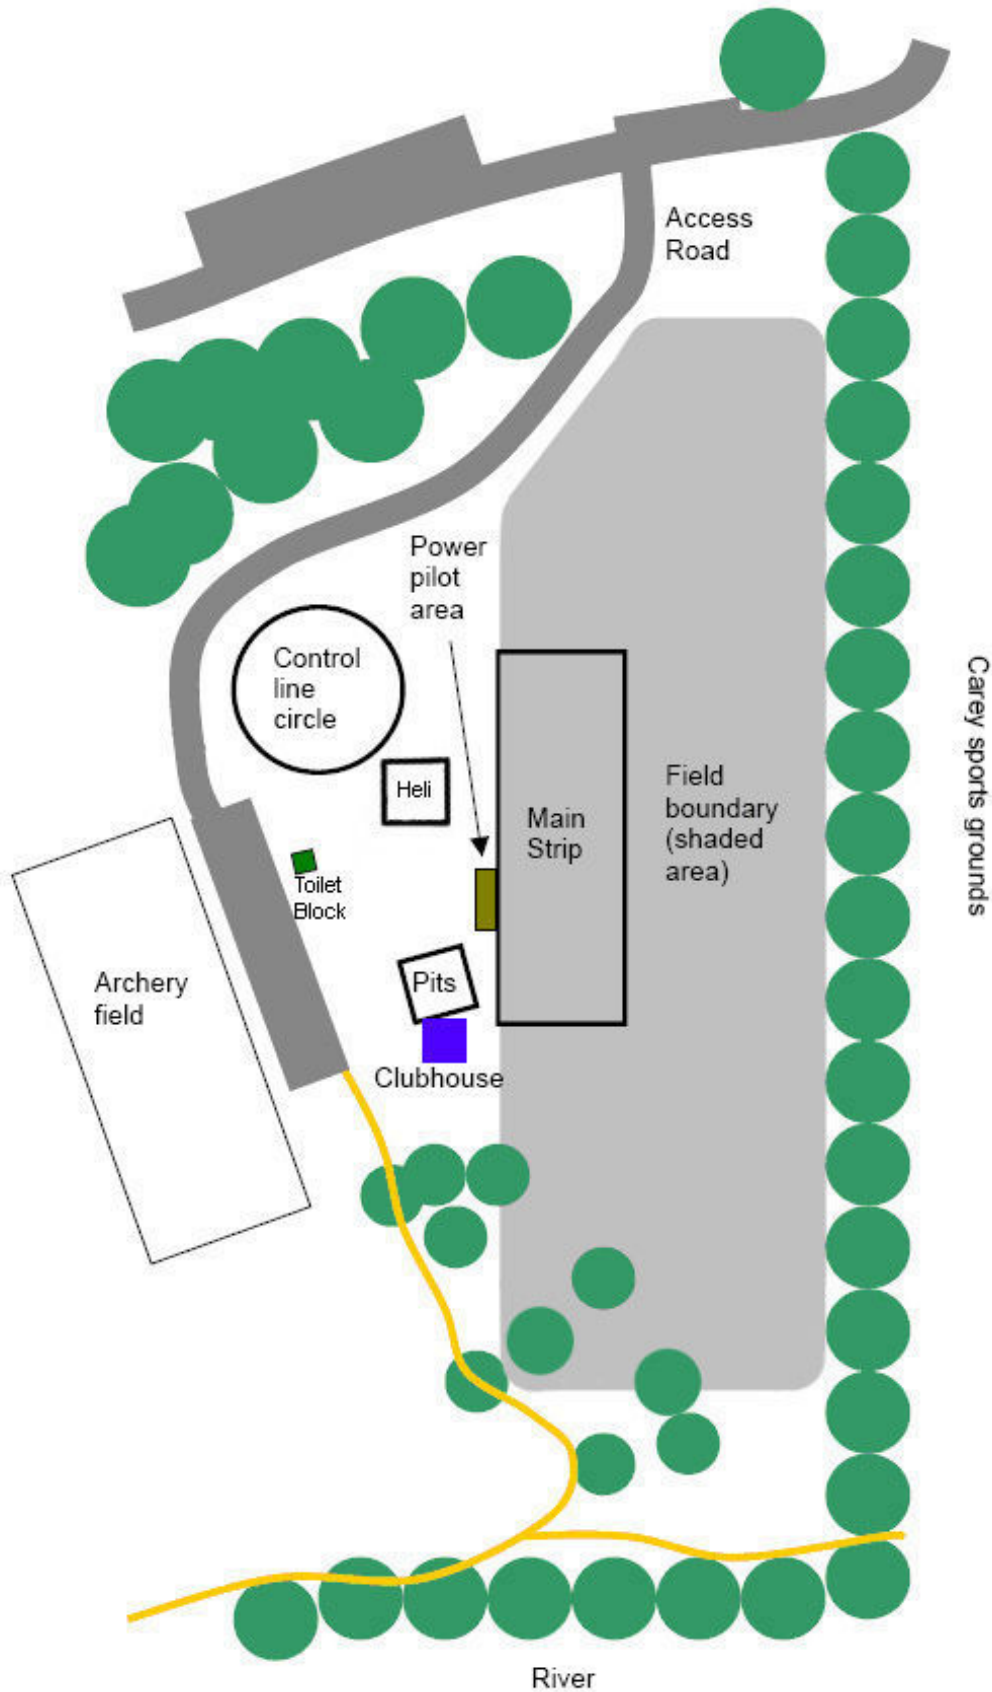 Access
Road
Power
pilot
area
Control
line
circle
Heli
Main
Strip
Field
boundary
(shaded
area)
Carey sports grounds
Toilet
Block
Archery
field
Pits
Clubhouse
River